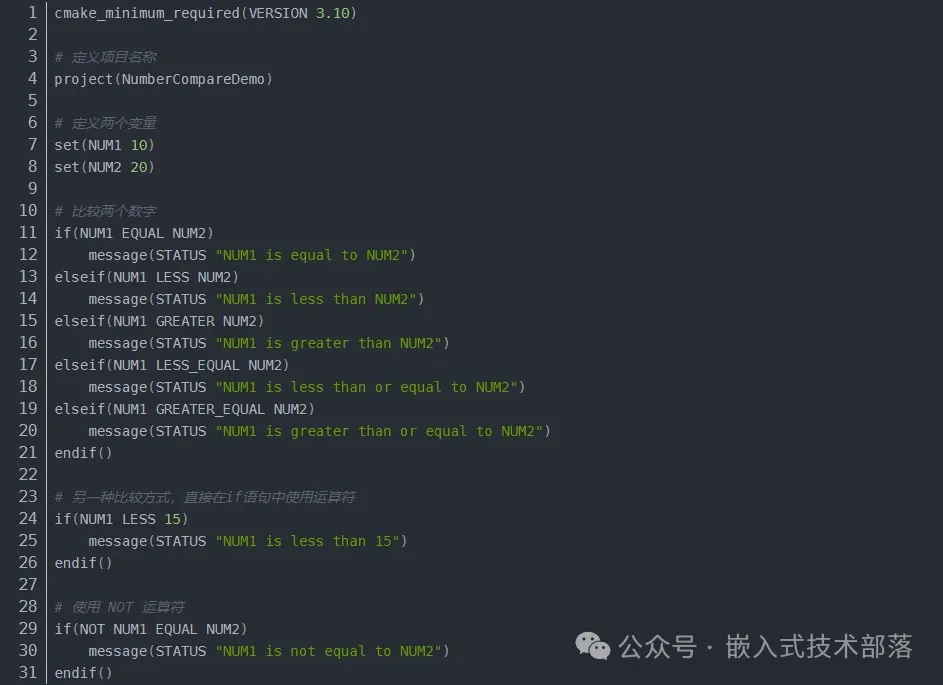 1 cmake_minimum_required(VERSION 3.10)
2
3 # 定义项目名称
4 project(NumberCompareDemo)
5
6 # 定义两个变量
7 set(NUM1 10)
8 set(NUM2 20)
9
10 # 比较两个数字
11 if(NUM1 EQUAL NUM2)
12     message(STATUS "NUM1 is equal to NUM2")
13 elseif(NUM1 LESS NUM2)
14     message(STATUS "NUM1 is less than NUM2")
15 elseif(NUM1 GREATER NUM2)
16     message(STATUS "NUM1 is greater than NUM2")
17 elseif(NUM1 LESS_EQUAL NUM2)
18     message(STATUS "NUM1 is less than or equal to NUM2")
19 elseif(NUM1 GREATER_EQUAL NUM2)
20     message(STATUS "NUM1 is greater than or equal to NUM2")
21 endif()
22
23 # 另一种比较方式，直接在if语句中使用运算符
24 if(NUM1 LESS 15)
25     message(STATUS "NUM1 is less than 15")
26 endif()
27
28 # 使用 NOT 运算符
29 if(NOT NUM1 EQUAL NUM2)
30     message(STATUS "NUM1 is not equal to NUM2")
31 endif()
公众号 · 嵌入式技术部落